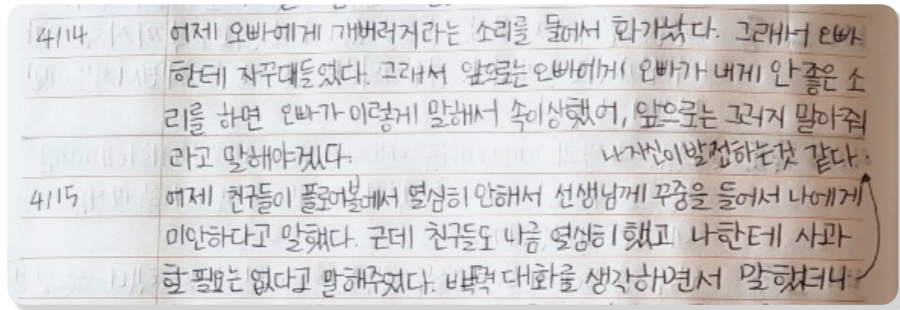 4/14 어제 오빠에게 개버러지라는 소리를 들어서 화가났다. 그래서 오빠
한테 자꾸대들었다. 그래서 앞으로는 오빠에게 오빠가 내게 안 좋은 소
리를 하면 오빠가 이렇게 말해서 속이상했어, 앞으로는 그러지 말아줘
라고 말해야겠다.
4/15 어제 친구들이 플로어볼에서 열심히 안해서 선생님께 꾸중을 들어서 나에게
미안하다고 말했다. 근데 친구들도 나름 열심히 했고 나한테 사과
할 필요는 없다고 말해주었다. 대화를 생각하면서 말했더니
나 자신이 발전하는것 같다.